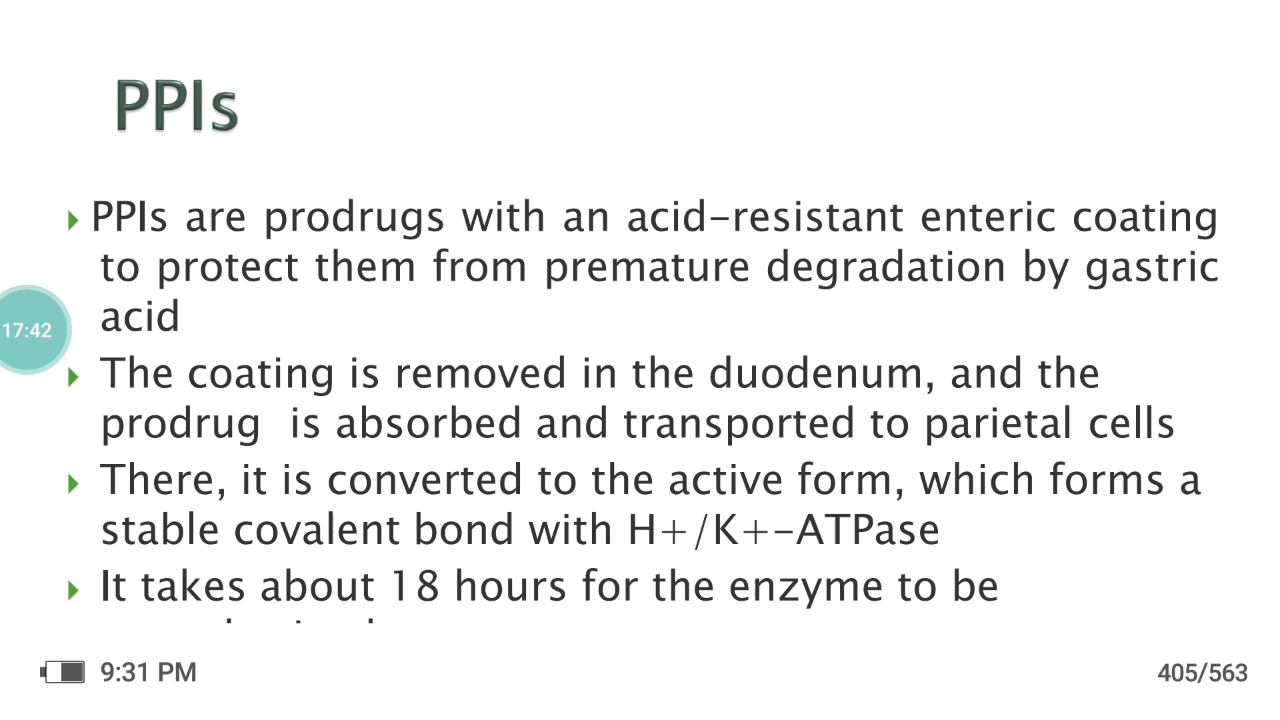 PPIs
PPIs are prodrugs with an acid-resistant enteric coating
to protect them from premature degradation by gastric
acid
17:42
The coating is removed in the duodenum, and the
prodrug is absorbed and transported to parietal cells
There, it is converted to the active form, which forms a
stable covalent bond with H+/K+-ATPase
It takes about 18 hours for the enzyme to be
9:31 PM
405/563